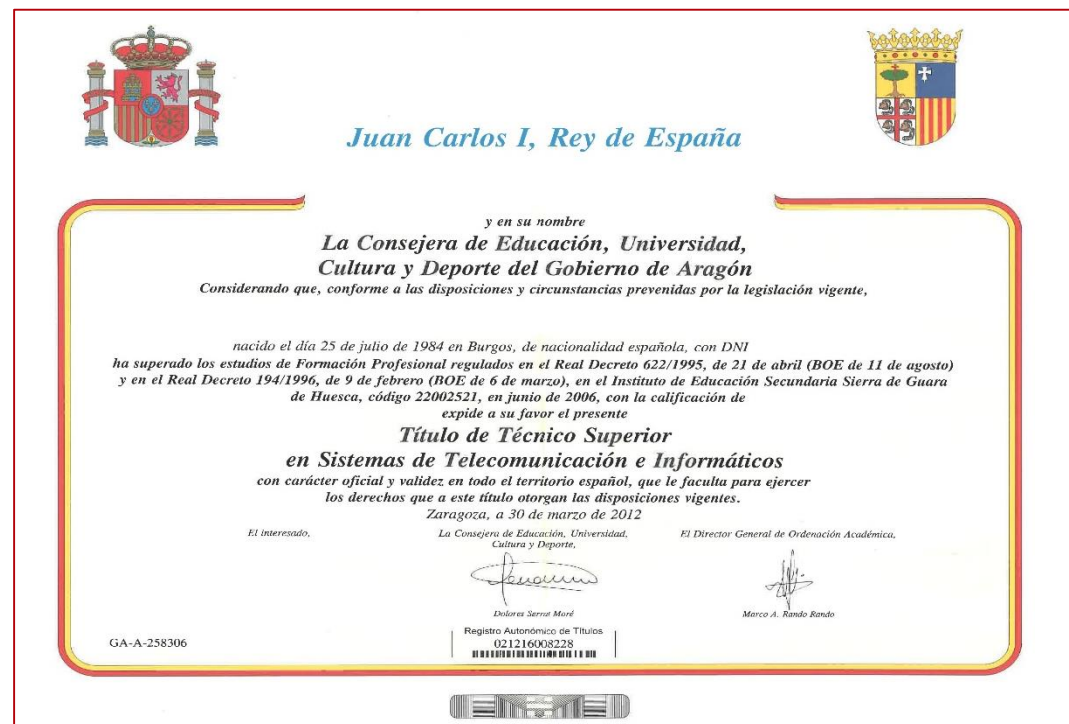 Juan Carlos I, Rey de España
y en su nombre
La Consejera de Educación, Universidad,
Cultura y Deporte del Gobierno de Aragón
Considerando que, conforme a las disposiciones y circunstancias prevenidas por la legislación vigente,
nacido el día 25 de julio de 1984 en Burgos, de nacionalidad española, con DNI
ha superado los estudios de Formación Profesional regulados en el Real Decreto 622/1995, de 21 de abril (BOE de 11 de agosto)
y en el Real Decreto 194/1996, de 9 de febrero (BOE de 6 de marzo), en el Instituto de Educación Secundaria Sierra de Guara
de Huesca, código 22002521, en junio de 2006, con la calificación de
expide a su favor el presente
Título de Técnico Superior
en Sistemas de Telecomunicación e Informáticos
con carácter oficial y validez en todo el territorio español, que le faculta para ejercer
los derechos que a este título otorgan las disposiciones vigentes.
Zaragoza, a 30 de marzo de 2012
El interesado,
La Consejera de Educación, Universidad,
Cultura y Deporte,
El Director General de Ordenación Académica,
Dolores Serrat Moré
Marco A. Rando Rando
Registro Autonómico de Títulos
021216008228
GA-A-258306